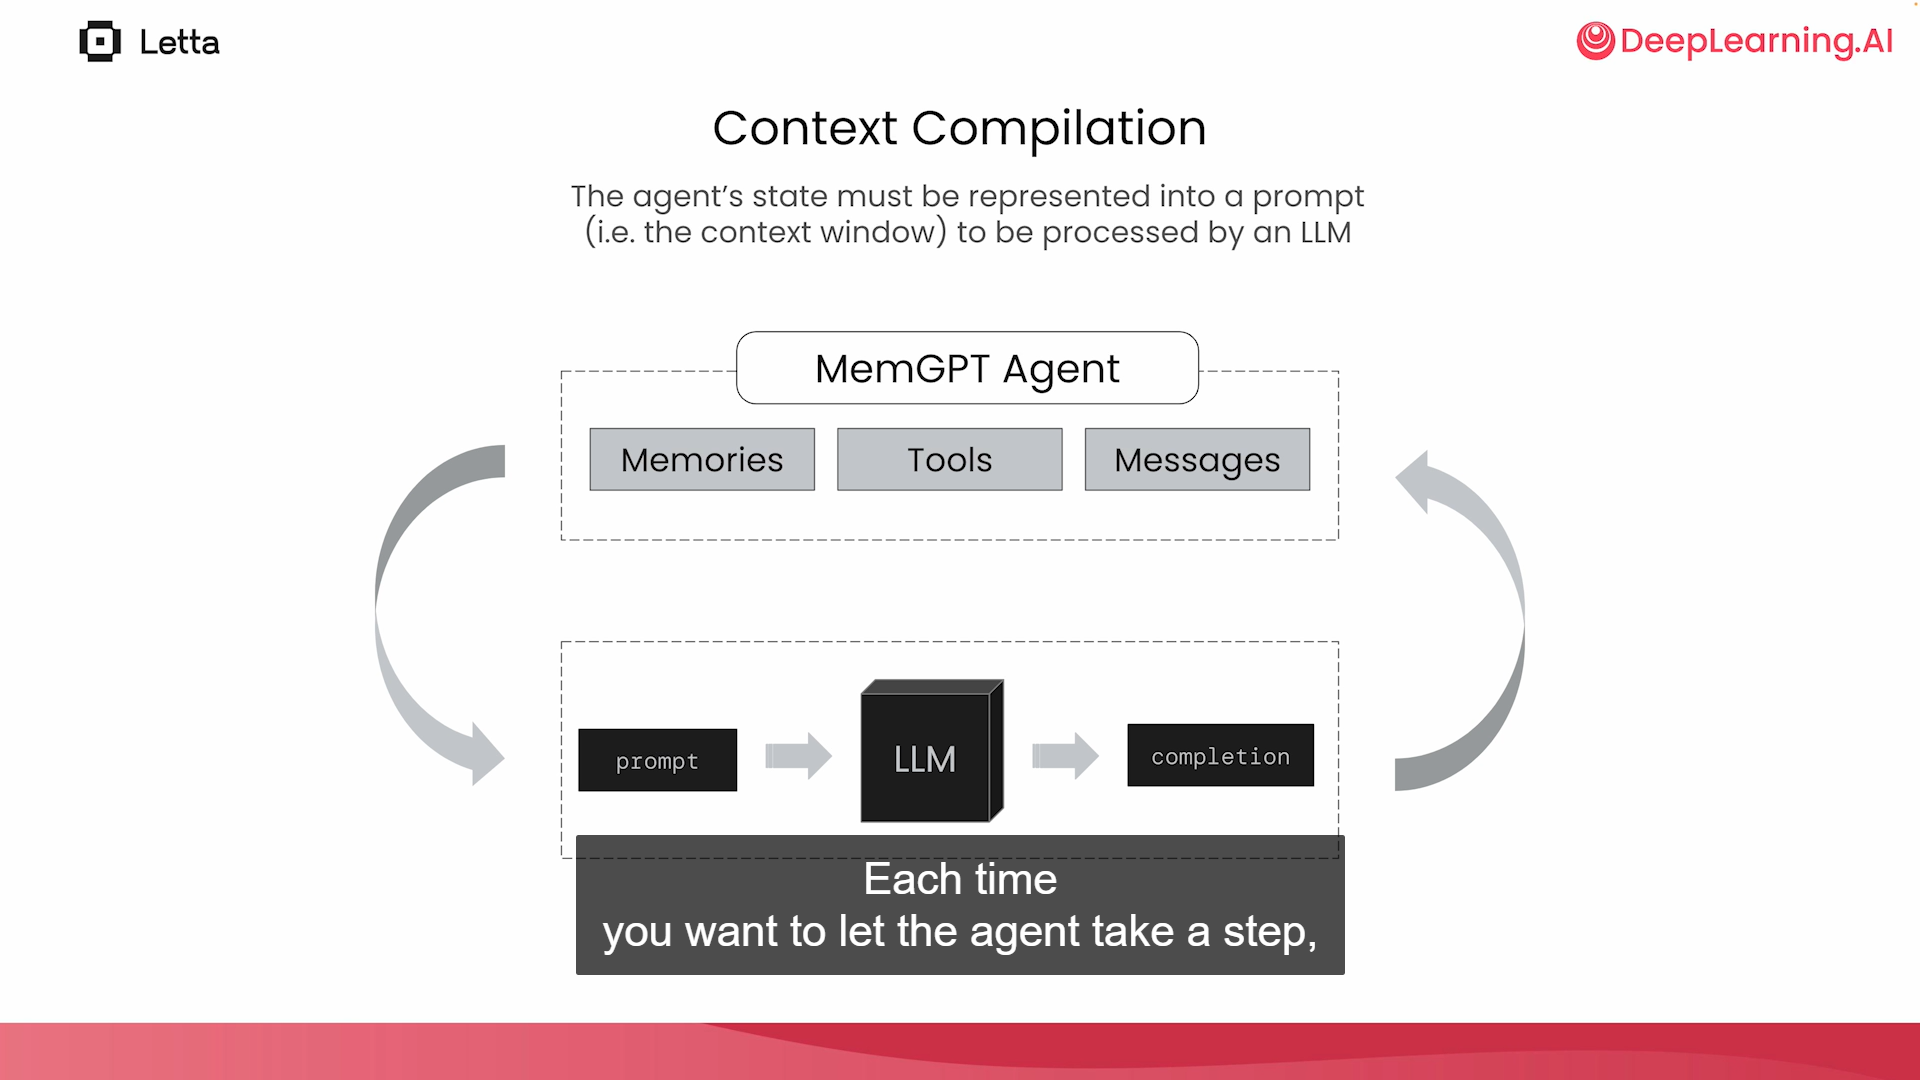 Letta
DeepLearning.AI
Context Compilation
The agent’s state must be represented into a prompt
(i.e. the context window) to be processed by an LLM
MemGPT Agent
Memories
Tools
Messages
prompt
LLM
completion
Each time
you want to let the agent take a step,